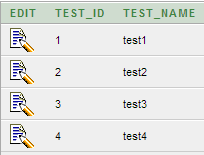 EDIT TEST_ID TEST_NAME
1 test1
2 test2
3 test3
4 test4